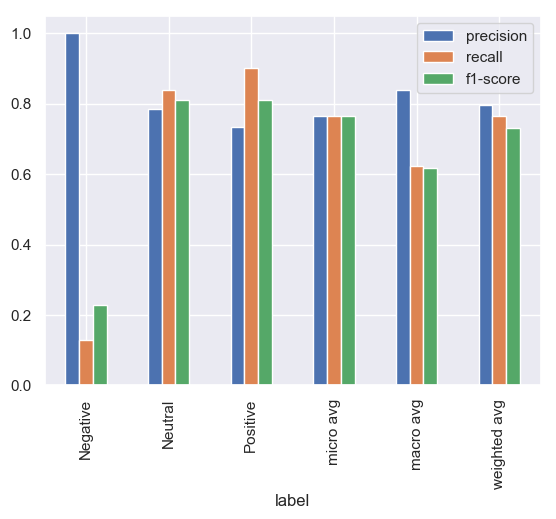 1.0
0.8
0.6
0.4
0.2
0.0
precision
recall
f1-score
Negative
Neutral
Positive
micro avg
macro avg
weighted avg
label